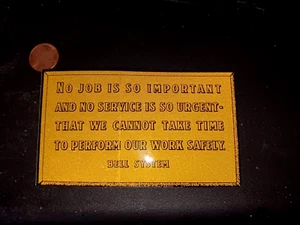 NO JOB IS SO IMPORTANT
AND NO SERVICE IS SO URGENT-
THAT WE CANNOT TAKE TIME
TO PERFORM OUR WORK SAFELY.
BELL SYSTEM